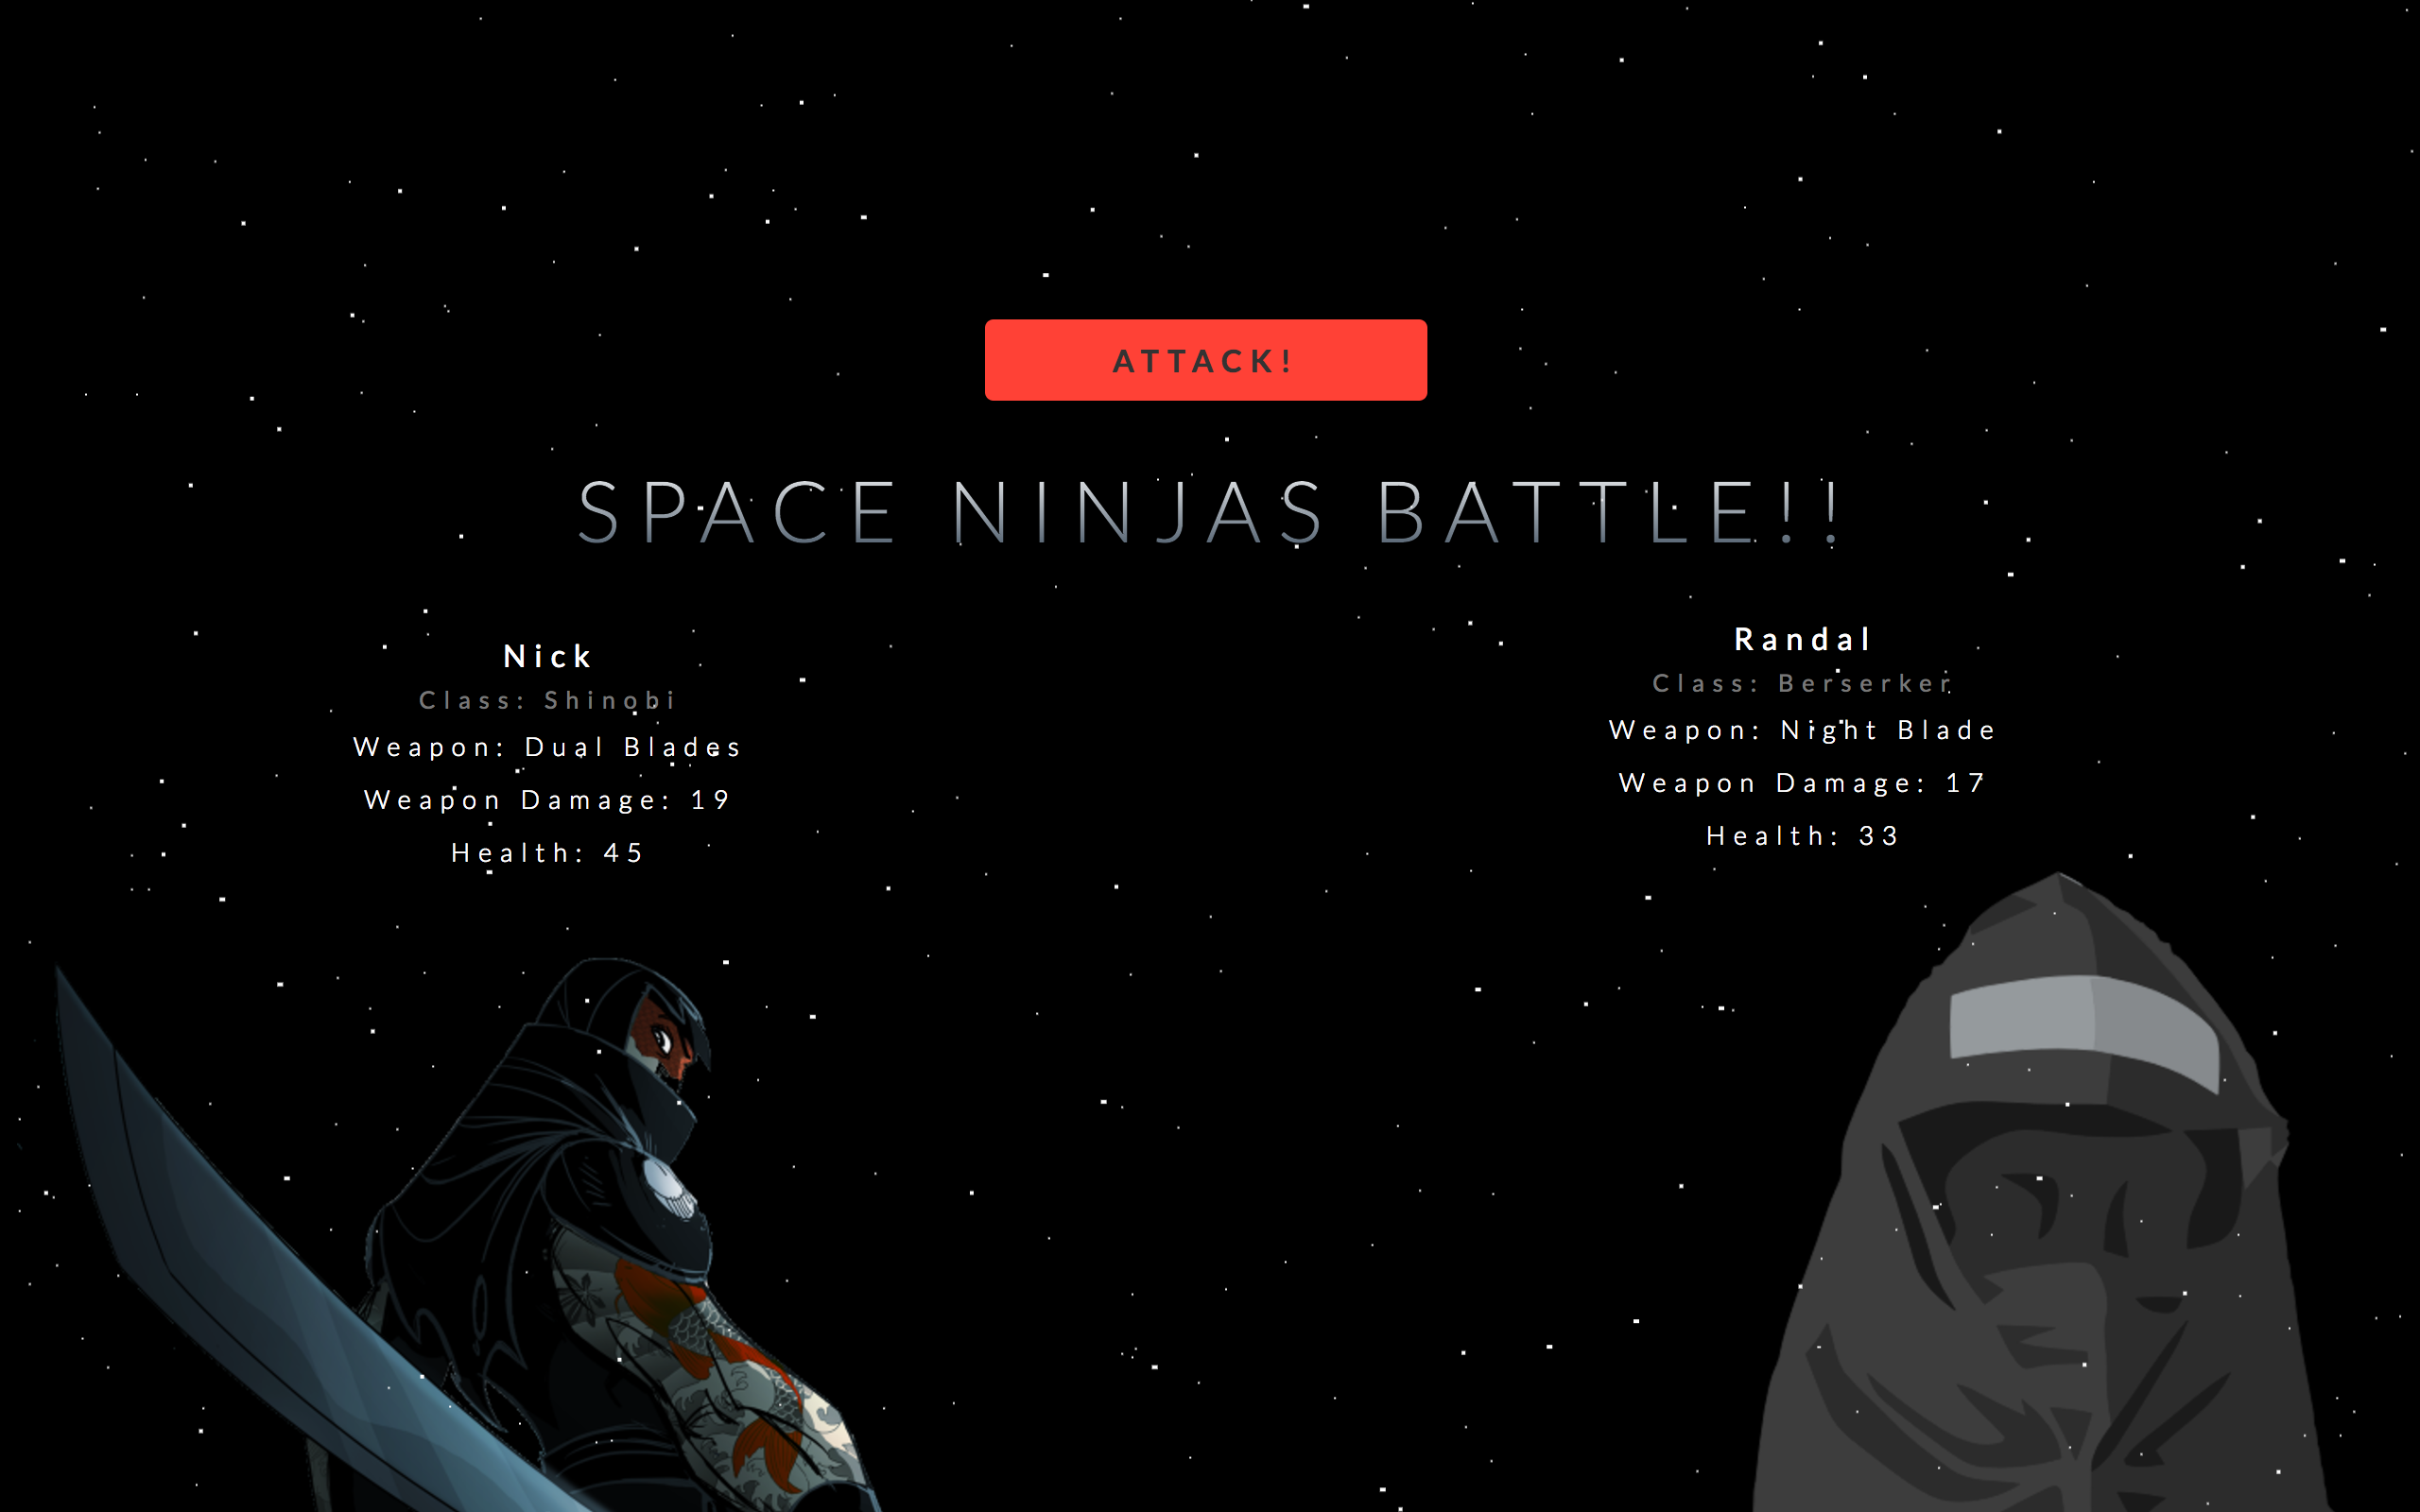 ATTACK!
SPACE NINJAS BATTLE!!
Nick
Class: Shinobi
Weapon: Dual Blades
Weapon Damage: 19
Health: 45
Randal
Class: Berserker
Weapon: Night Blade
Weapon Damage: 17
Health: 33